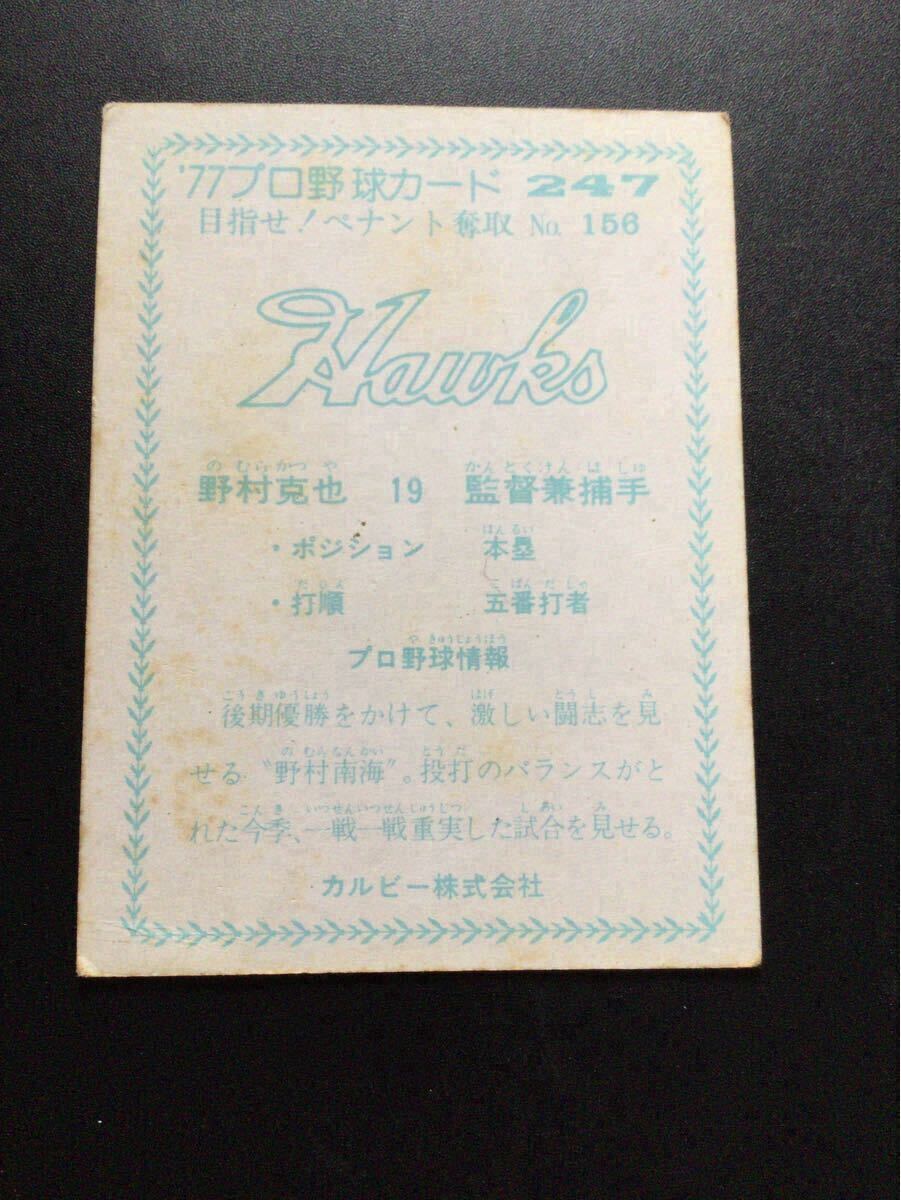 '77プロ野球カード 247
目指せ!ペナント奪取 No. 156
Hawks
の むら かつ や かんとくけん ほ しゅ
野村克也 19 監督兼捕手
ほんるい
・ポジション 本塁
だじゅん ごばんだしゃ
・打順 五番打者
や きゅうじょうほう
プロ野球情報
こう き ゆうしょう はげ とう し み
後期優勝をかけて、激しい闘志を見
の むらなんかい とう だ
せる“野村南海”。投打のバランスがと
こん き いっせんいっせんじゅうじつ し あい み
れた今季、一戦一戦重実した試合を見せる。
カルビー株式会社